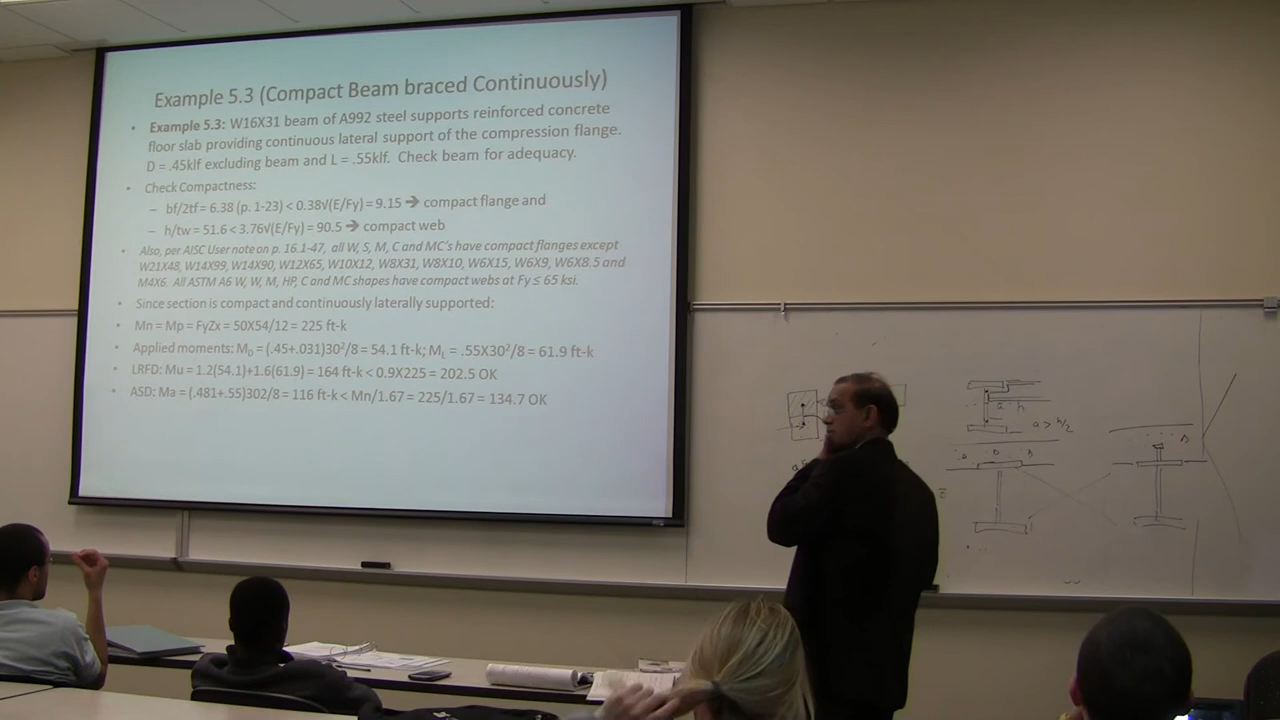 Example 5.3 (Compact Beam braced Continuously)
• Example 5.3: W16X31 beam of A992 steel supports reinforced concrete
floor slab providing continuous lateral support of the compression flange.
D = .45klf excluding beam and L = .55klf. Check beam for adequacy.
• Check Compactness:
– bf/2tf = 6.38 (p. 1-23) < 0.38√(E/Fy) = 9.15 ➔ compact flange and
– h/tw = 51.6 < 3.76√(E/Fy) = 90.5 ➔ compact web
• Also, per AISC User note on p. 16.1-47, all W, S, M, C and MC's have compact flanges except
W21X48, W14X99, W14X90, W12X65, W10X12, W8X31, W8X10, W6X15, W6X9, W6X8.5 and
M4X6. All ASTM A6 W, W, M, HP, C and MC shapes have compact webs at Fy ≤ 65 ksi.
• Since section is compact and continuously laterally supported:
• Mn = Mp = FyZx = 50X54/12 = 225 ft-k
• Applied moments: M_D = (.45+.031)30²/8 = 54.1 ft-k; M_L = .55X30²/8 = 61.9 ft-k
• LRFD: Mu = 1.2(54.1)+1.6(61.9) = 164 ft-k < 0.9X225 = 202.5 OK
• ASD: Ma = (.481+.55)302/8 = 116 ft-k < Mn/1.67 = 225/1.67 = 134.7 OK
a h
a > h/2